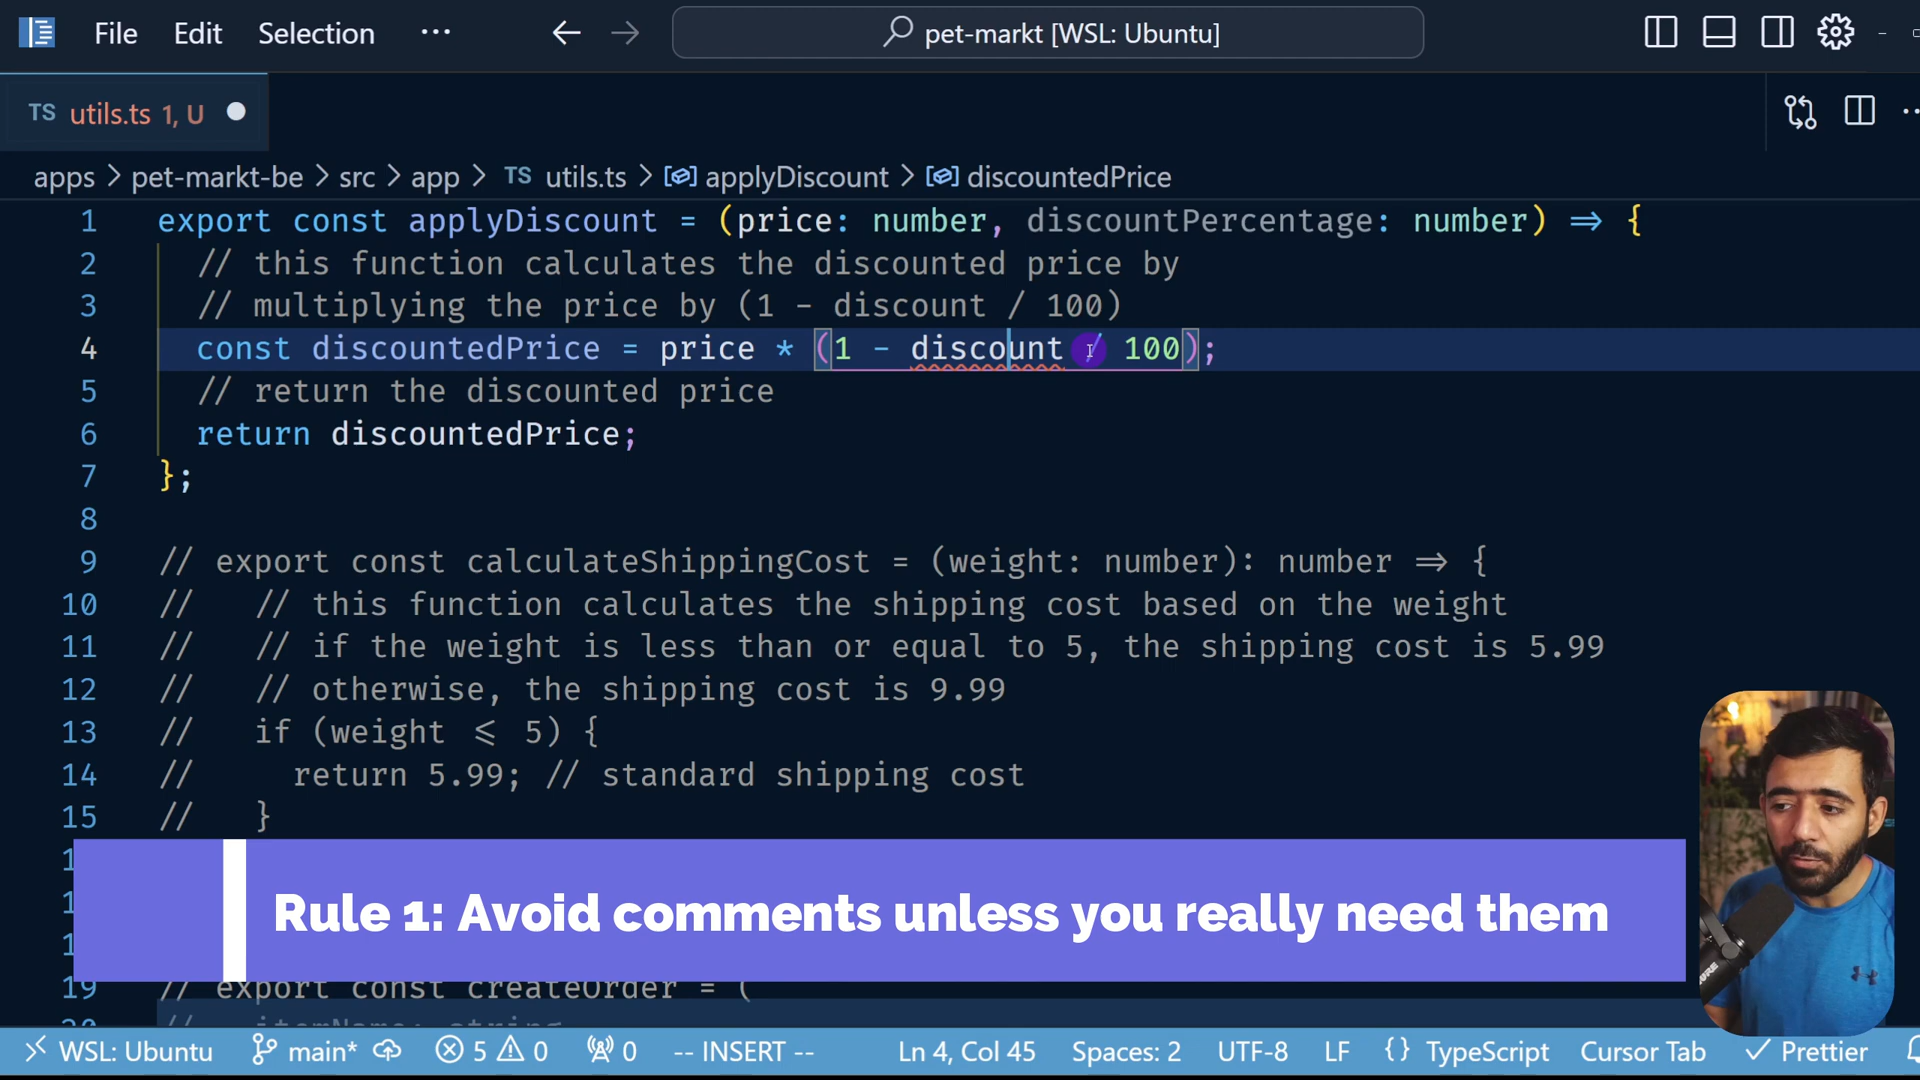 File Edit Selection ···
pet-markt [WSL: Ubuntu]
TS utils.ts 1, U
apps > pet-markt-be > src > app > TS utils.ts > applyDiscount > discountedPrice
1 export const applyDiscount = (price: number, discountPercentage: number) => {
2 // this function calculates the discounted price by
3 // multiplying the price by (1 - discount / 100)
4 const discountedPrice = price * (1 - discount / 100);
5 // return the discounted price
6 return discountedPrice;
7 };
8
9 // export const calculateShippingCost = (weight: number): number => {
10 // // this function calculates the shipping cost based on the weight
11 // // if the weight is less than or equal to 5, the shipping cost is 5.99
12 // // otherwise, the shipping cost is 9.99
13 // if (weight <= 5) {
14 // return 5.99; // standard shipping cost
15 // }
Rule 1: Avoid comments unless you really need them
19 // export const createOrder = (
20 // itemName: string
WSL: Ubuntu main* 5 0 0 -- INSERT -- Ln 4, Col 45 Spaces: 2 UTF-8 LF {} TypeScript Cursor Tab Prettier